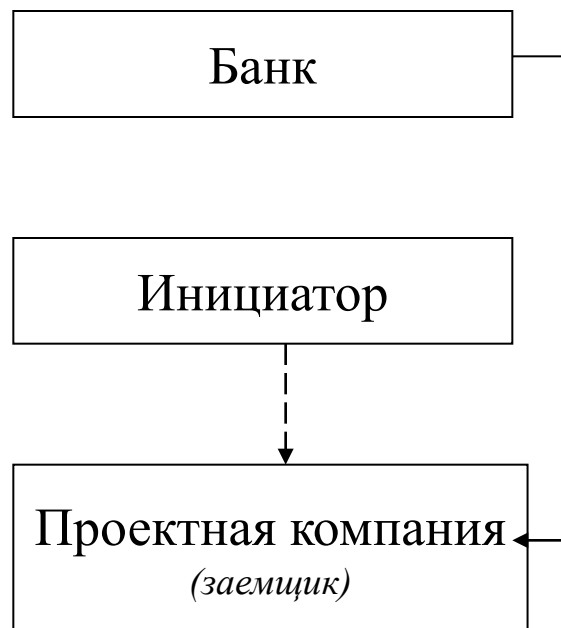 Банк
Инициатор
Проектная компания
(заемщик)